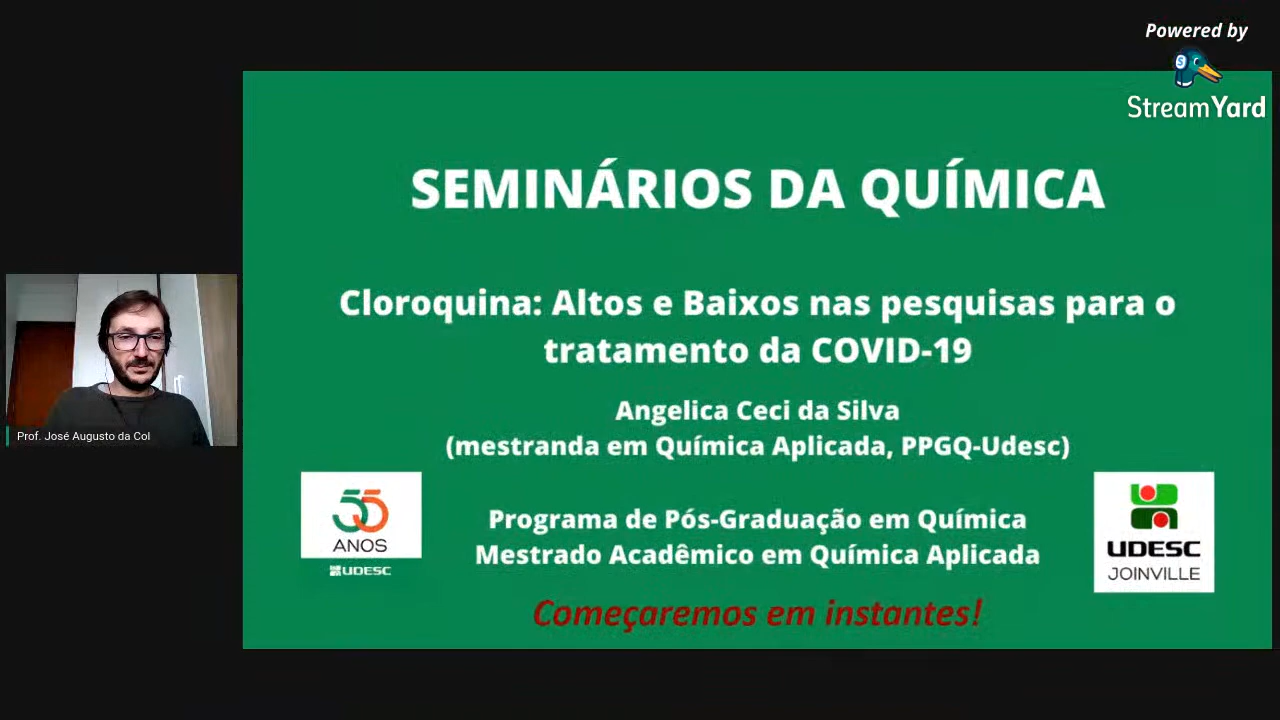 Powered by
StreamYard
SEMINÁRIOS DA QUÍMICA
Cloroquina: Altos e Baixos nas pesquisas para o
tratamento da COVID-19
Angelica Ceci da Silva
(mestranda em Química Aplicada, PPGQ-Udesc)
Prof. José Augusto da Col
55
ANOS
UDESC
Programa de Pós-Graduação em Química
Mestrado Acadêmico em Química Aplicada
UDESC
JOINVILLE
Começaremos em instantes!